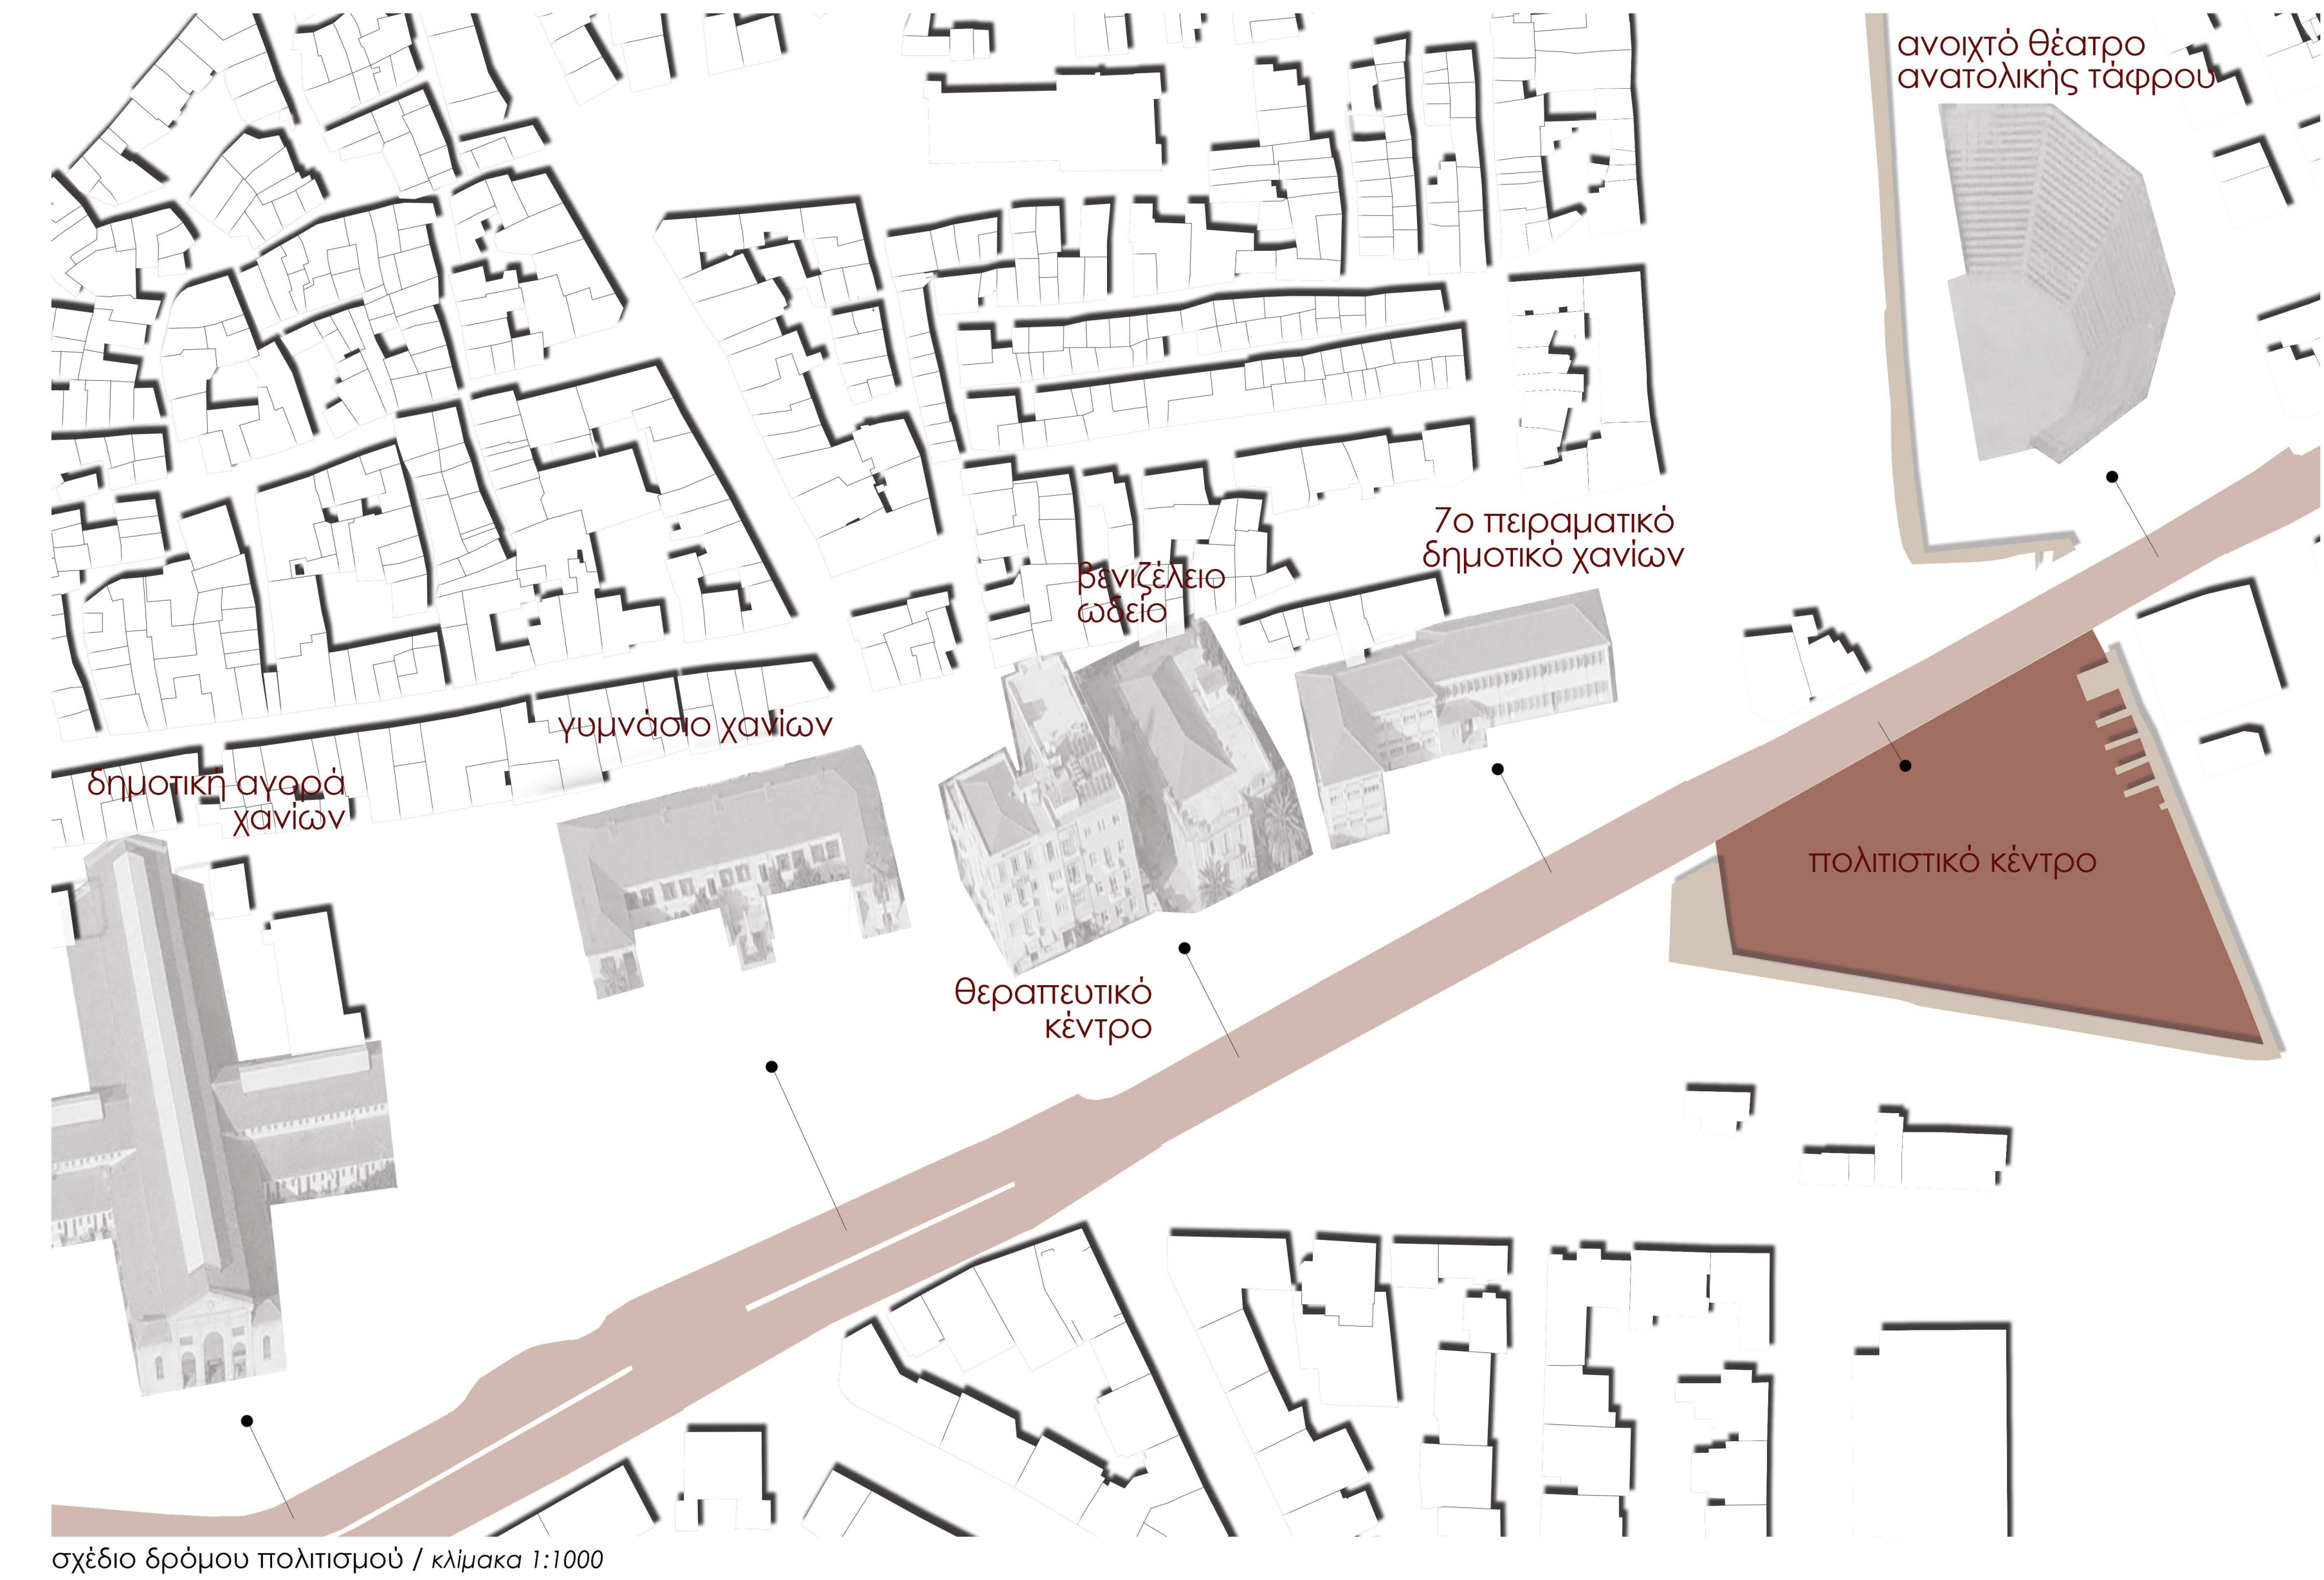 ανοιχτό θέατρο
ανατολικής τάφρου
7ο πειραματικό
δημοτικό χανίων
βενιζέλειο
ωδείο
γυμνάσιο χανίων
δημοτική αγορά
χανίων
πολιτιστικό κέντρο
θεραπευτικό
κέντρο
σχέδιο δρόμου πολιτισμού / κλίμακα 1:1000